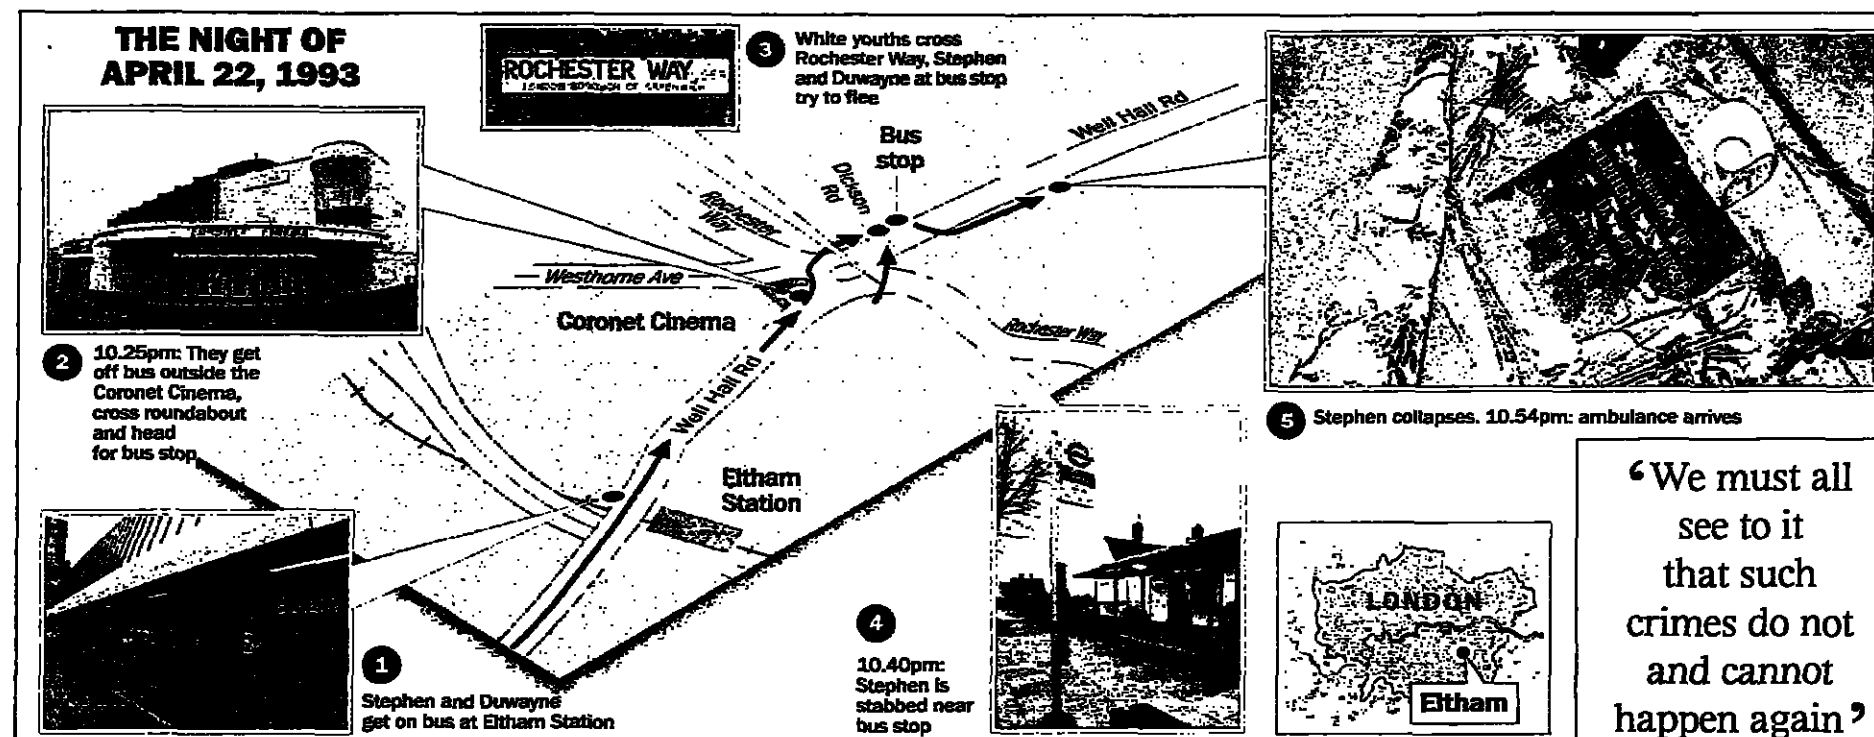 THE NIGHT OF
APRIL 22, 1993
ROCHESTER WAY
3
White youths cross
Rochester Way, Stephen
and Duwayne at bus stop
try to flee
Bus
stop
Well Hall Rd
Dickson
Rd
Rochester
Way
Westhorne Ave
CORONET CINEMA
Coronet Cinema
Rochester Way
2
10.25pm: They get
off bus outside the
Coronet Cinema,
cross roundabout
and head
for bus stop
Well Hall Rd
Eltham
Station
5
Stephen collapses. 10.54pm: ambulance arrives
1
Stephen and Duwayne
get on bus at Eltham Station
4
10.40pm:
Stephen is
stabbed near
bus stop
LONDON
Eltham
‘We must all
see to it
that such
crimes do not
and cannot
happen again’